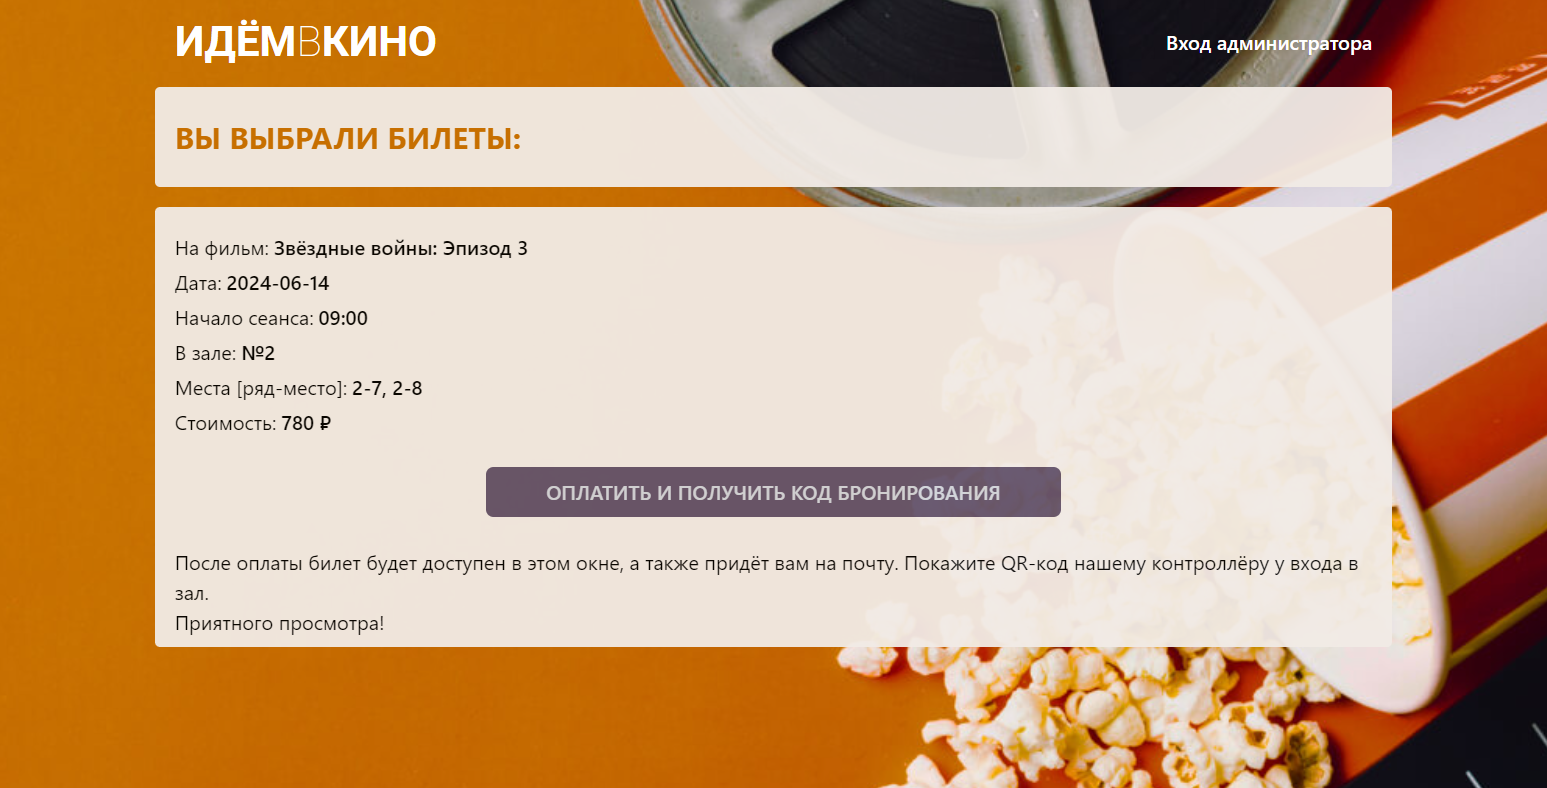 ИДЁМВКИНО
Вход администратора
ВЫ ВЫБРАЛИ БИЛЕТЫ:
На фильм: Звёздные войны: Эпизод 3
Дата: 2024-06-14
Начало сеанса: 09:00
В зале: №2
Места [ряд-место]: 2-7, 2-8
Стоимость: 780 ₽
ОПЛАТИТЬ И ПОЛУЧИТЬ КОД БРОНИРОВАНИЯ
После оплаты билет будет доступен в этом окне, а также придёт вам на почту. Покажите QR-код нашему контроллёру у входа в
зал.
Приятного просмотра!